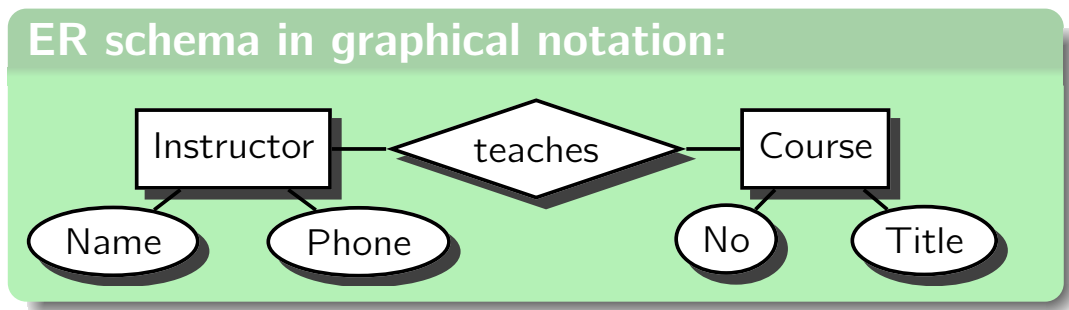 ER schema in graphical notation:
Instructor teaches Course
Name Phone No Title